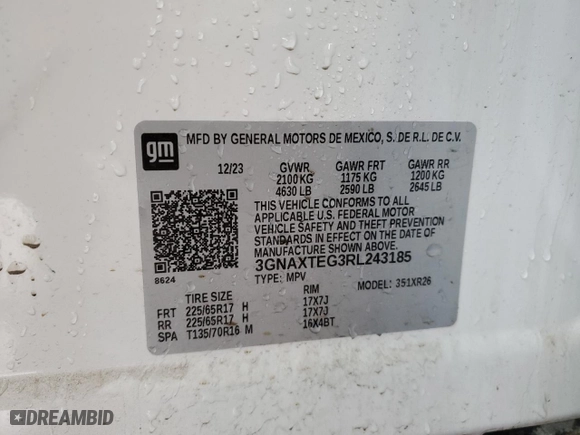 gm
MFD BY GENERAL MOTORS DE MEXICO, S. DE R.L. DE C.V.
12/23 GVWR GAWR FRT GAWR RR
2100 KG 1175 KG 1200 KG
4630 LB 2590 LB 2645 LB
THIS VEHICLE CONFORMS TO ALL
APPLICABLE U.S. FEDERAL MOTOR
VEHICLE SAFETY AND THEFT PREVENTION
STANDARDS IN EFFECT ON THE DATE OF
MANUFACTURE SHOWN ABOVE.
3GNAXTEG3RL243185
8624 TYPE: MPV MODEL: 351XR26
TIRE SIZE RIM
FRT 225/65R17 H 17X7J
RR 225/65R17 H 17X7J
SPA T135/70R16 M 16X4BT
DREAMBID